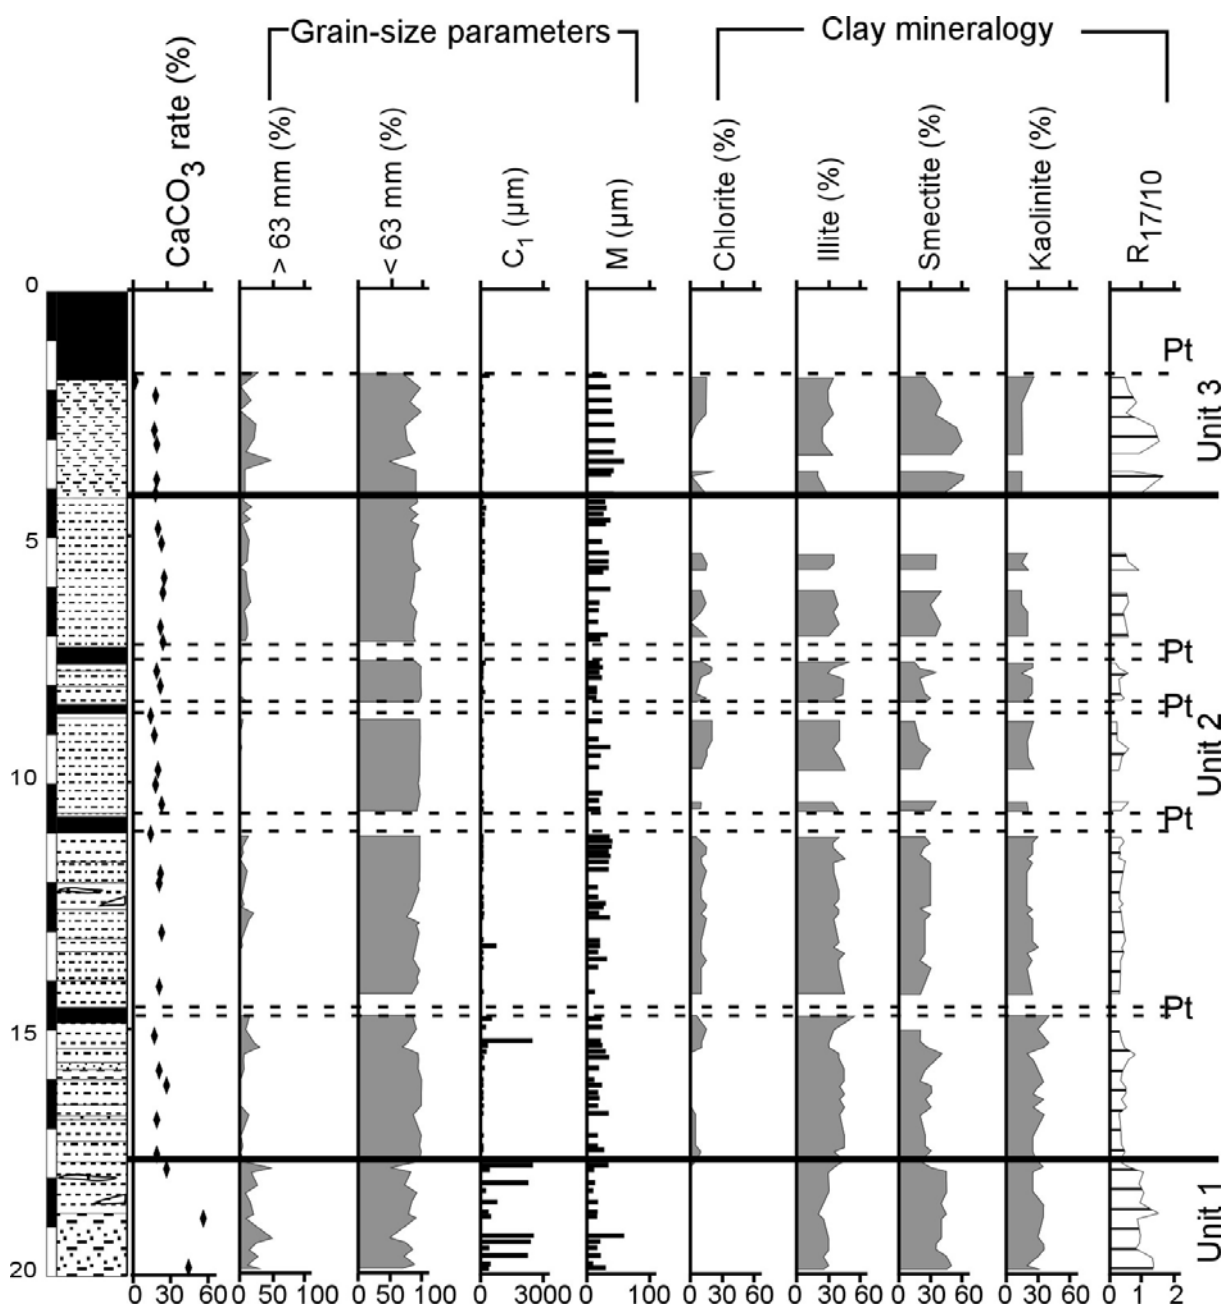 Grain-size parameters
Clay mineralogy
CaCO3 rate (%)
> 63 mm (%)
< 63 mm (%)
C1 (µm)
M (µm)
Chlorite (%)
Illite (%)
Smectite (%)
Kaolinite (%)
R17/10
0
5
10
15
20
Pt
Unit 3
Pt
Pt
Unit 2
Pt
Pt
Unit 1
0 30 60
0 50 100
0 50 100
0 3000
0 100
0 30 60
0 30 60
0 30 60
0 30 60
0 1 2